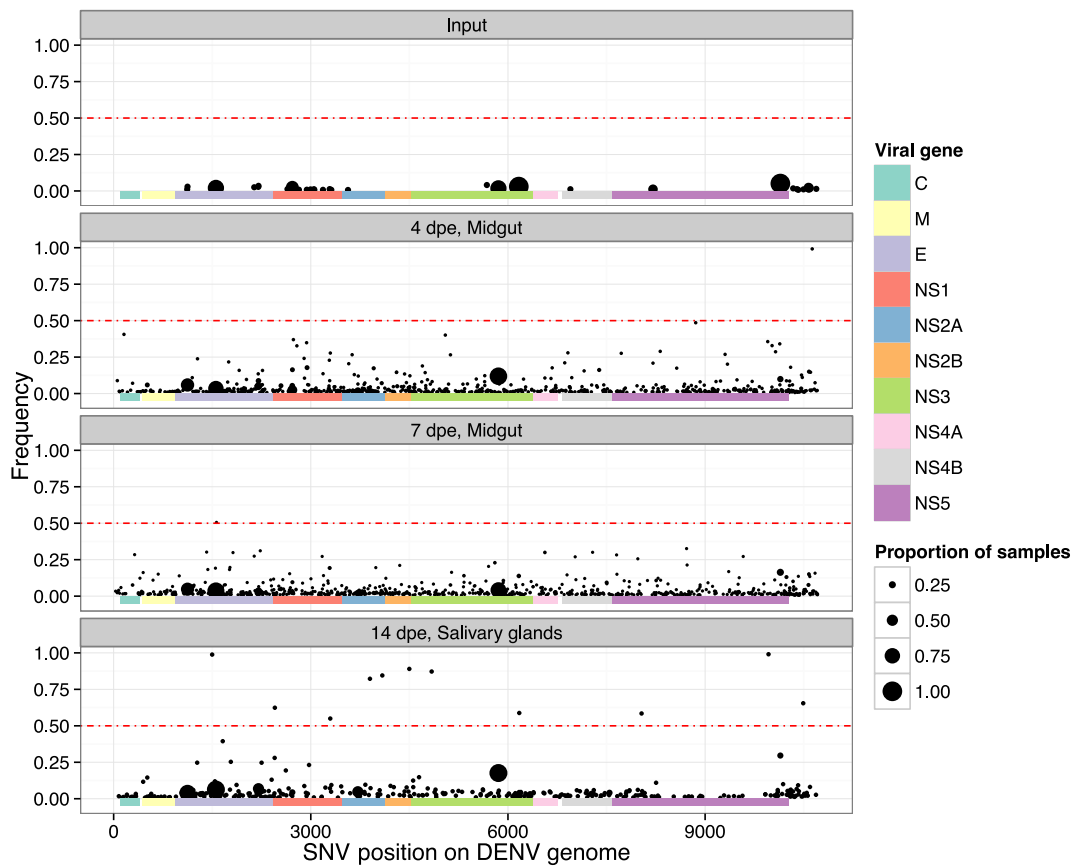 Input
1.00
0.75
0.50
0.25
0.00
4 dpe, Midgut
1.00
0.75
0.50
0.25
0.00
7 dpe, Midgut
1.00
0.75
0.50
0.25
0.00
14 dpe, Salivary glands
1.00
0.75
0.50
0.25
0.00
0
3000
6000
9000
SNV position on DENV genome
Frequency
Viral gene
C
M
E
NS1
NS2A
NS2B
NS3
NS4A
NS4B
NS5
Proportion of samples
0.25
0.50
0.75
1.00